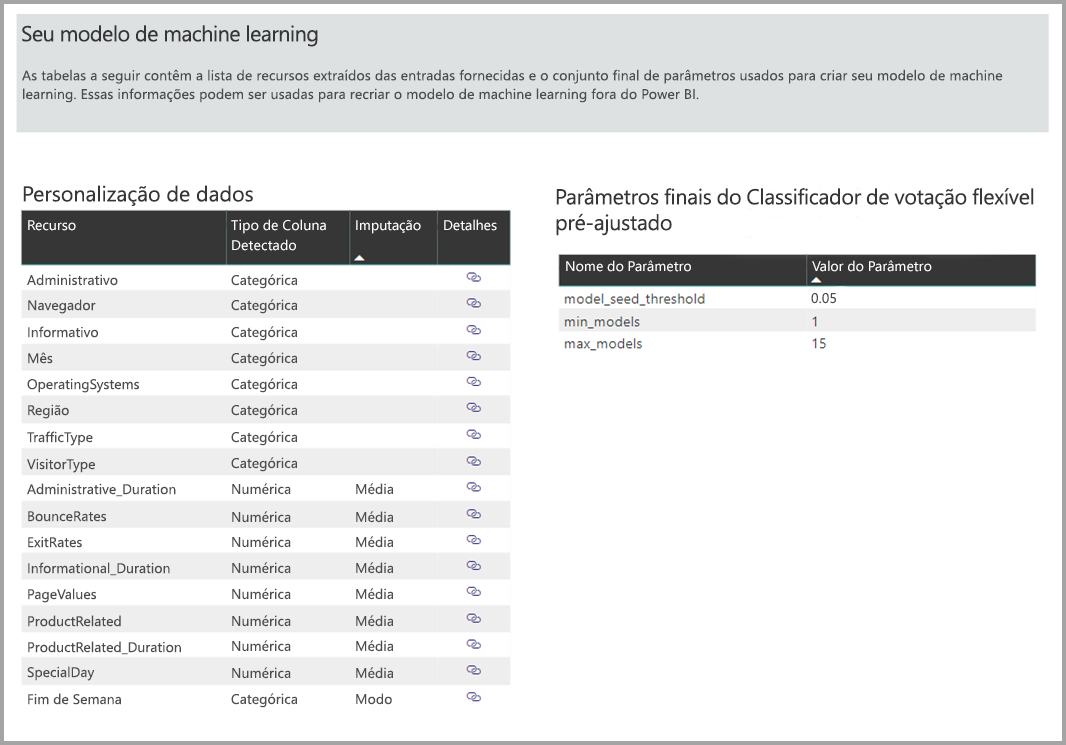 Seu modelo de machine learning
As tabelas a seguir contêm a lista de recursos extraídos das entradas fornecidas e o conjunto final de parâmetros usados para criar seu modelo de machine
learning. Essas informações podem ser usadas para recriar o modelo de machine learning fora do Power BI.
Personalização de dados
Recurso Tipo de Coluna Detectado Imputação Detalhes
Administrativo Categórica
Navegador Categórica
Informativo Categórica
Mês Categórica
OperatingSystems Categórica
Região Categórica
TrafficType Categórica
VisitorType Categórica
Administrative_Duration Numérica Média
BounceRates Numérica Média
ExitRates Numérica Média
Informational_Duration Numérica Média
PageValues Numérica Média
ProductRelated Numérica Média
ProductRelated_Duration Numérica Média
SpecialDay Numérica Média
Fim de Semana Categórica Modo
Parâmetros finais do Classificador de votação flexível
pré-ajustado
Nome do Parâmetro Valor do Parâmetro
model_seed_threshold 0.05
min_models 1
max_models 15